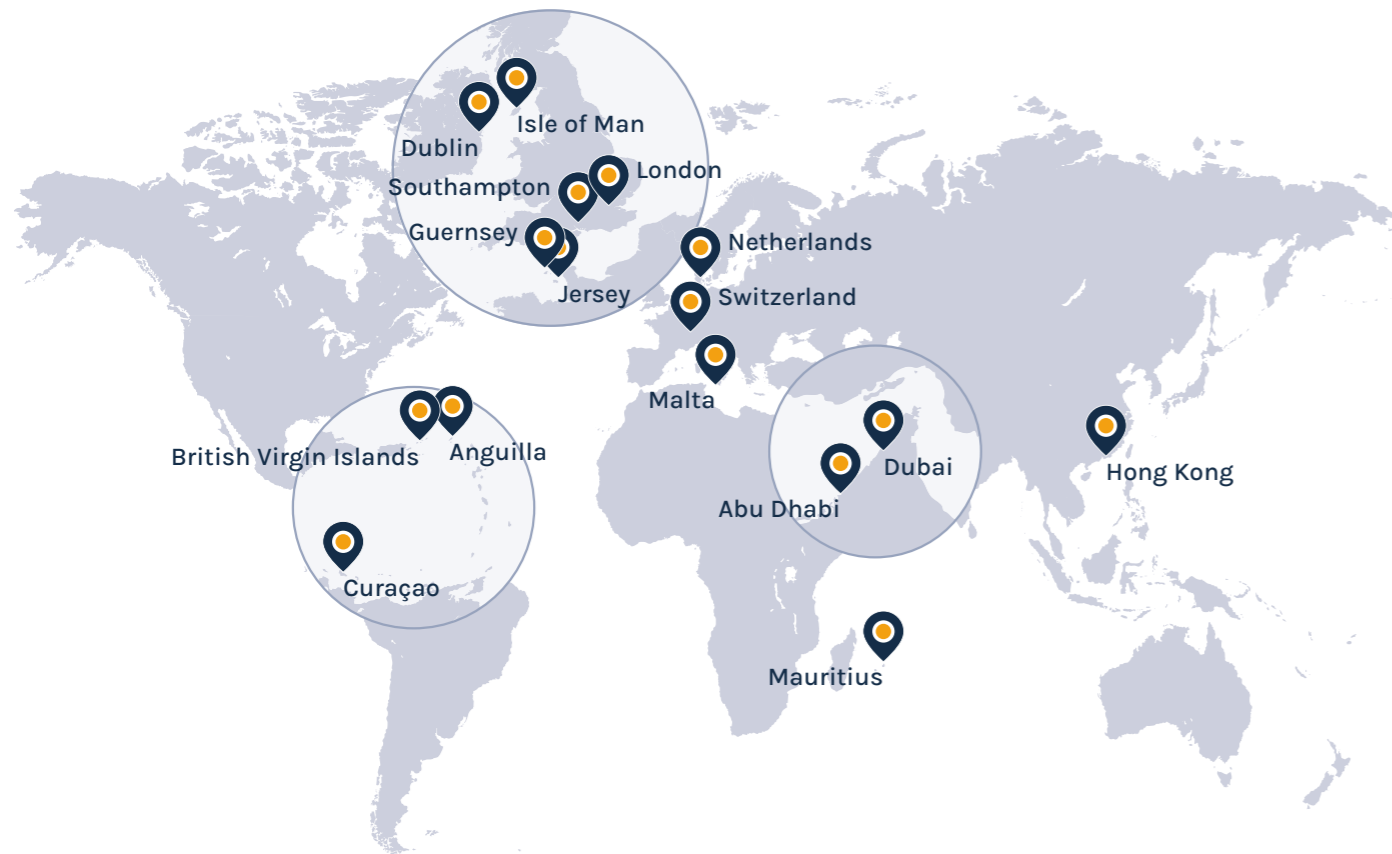 Isle of Man
Dublin
London
Southampton
Guernsey
Netherlands
Jersey
Switzerland
Malta
British Virgin Islands
Anguilla
Dubai
Hong Kong
Abu Dhabi
Curaçao
Mauritius